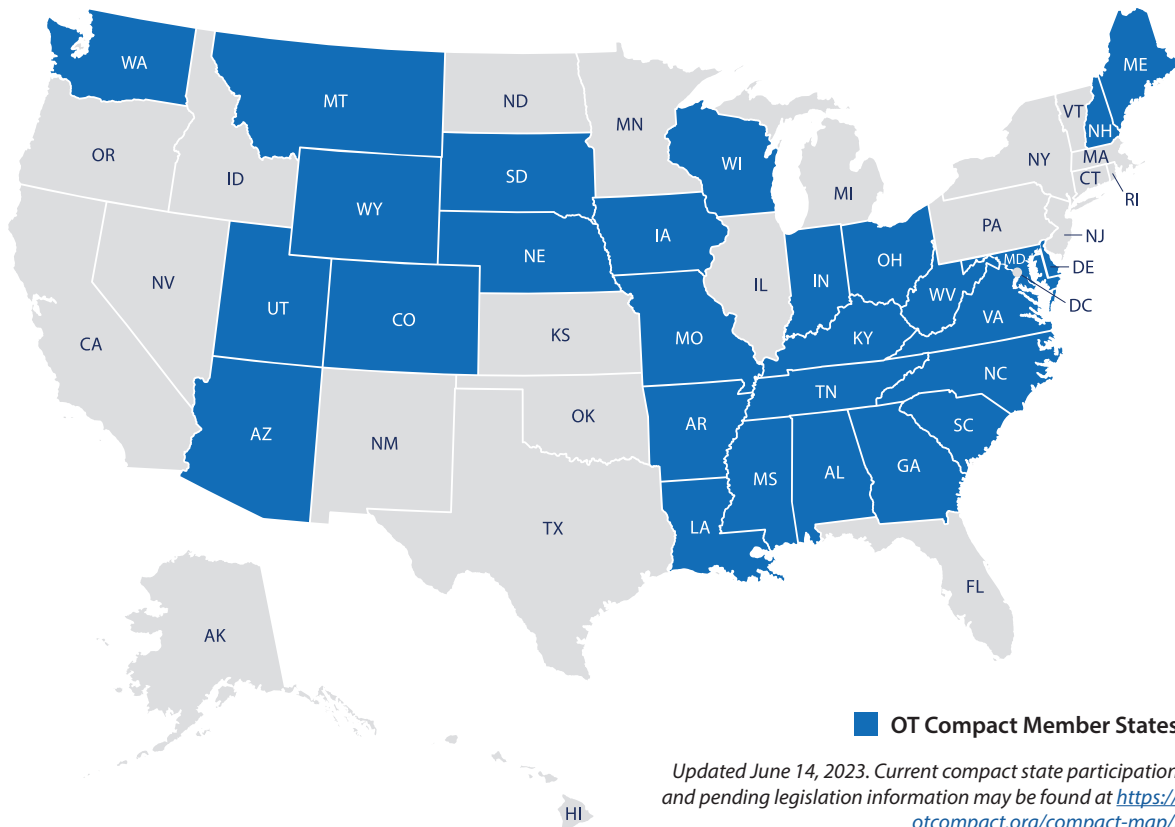 WA
MT
ND
MN
ME
VT
NH
OR
ID
SD
WI
NY
MA
CT
RI
WY
MI
PA
NJ
NV
NE
IA
OH
MD
DE
UT
CO
IL
IN
WV
DC
CA
KS
MO
KY
VA
AZ
NM
OK
AR
TN
NC
SC
TX
LA
MS
AL
GA
FL
AK
HI
OT Compact Member States
Updated June 14, 2023. Current compact state participation
and pending legislation information may be found at https://
otcompact.org/compact-map/